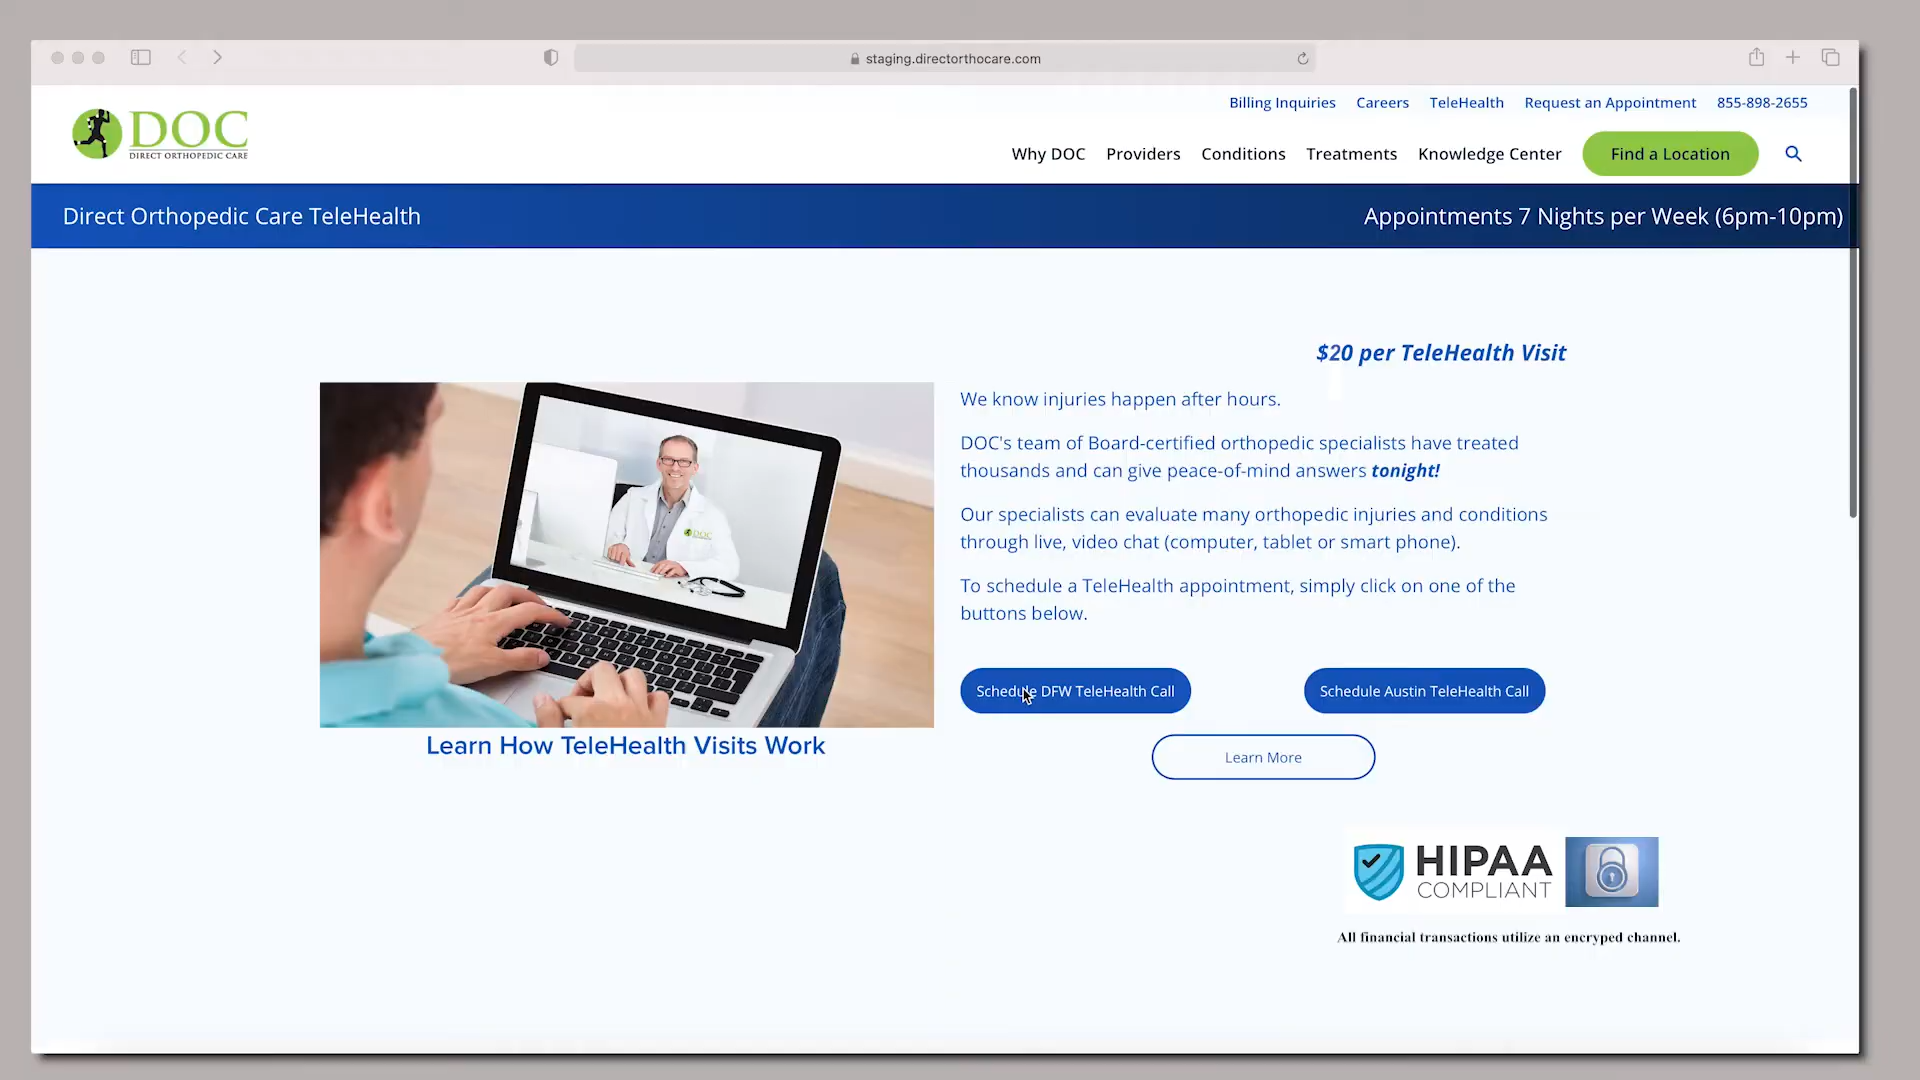 staging.directorthocare.com
Billing Inquiries Careers TeleHealth Request an Appointment 855-898-2655
DOC
DIRECT ORTHOPEDIC CARE
Why DOC Providers Conditions Treatments Knowledge Center Find a Location
Direct Orthopedic Care TeleHealth
Appointments 7 Nights per Week (6pm-10pm)
$20 per TeleHealth Visit
We know injuries happen after hours.
DOC's team of Board-certified orthopedic specialists have treated
thousands and can give peace-of-mind answers tonight!
Our specialists can evaluate many orthopedic injuries and conditions
through live, video chat (computer, tablet or smart phone).
To schedule a TeleHealth appointment, simply click on one of the
buttons below.
DOC
Schedule DFW TeleHealth Call
Schedule Austin TeleHealth Call
Learn How TeleHealth Visits Work
Learn More
HIPAA
COMPLIANT
All financial transactions utilize an encryped channel.